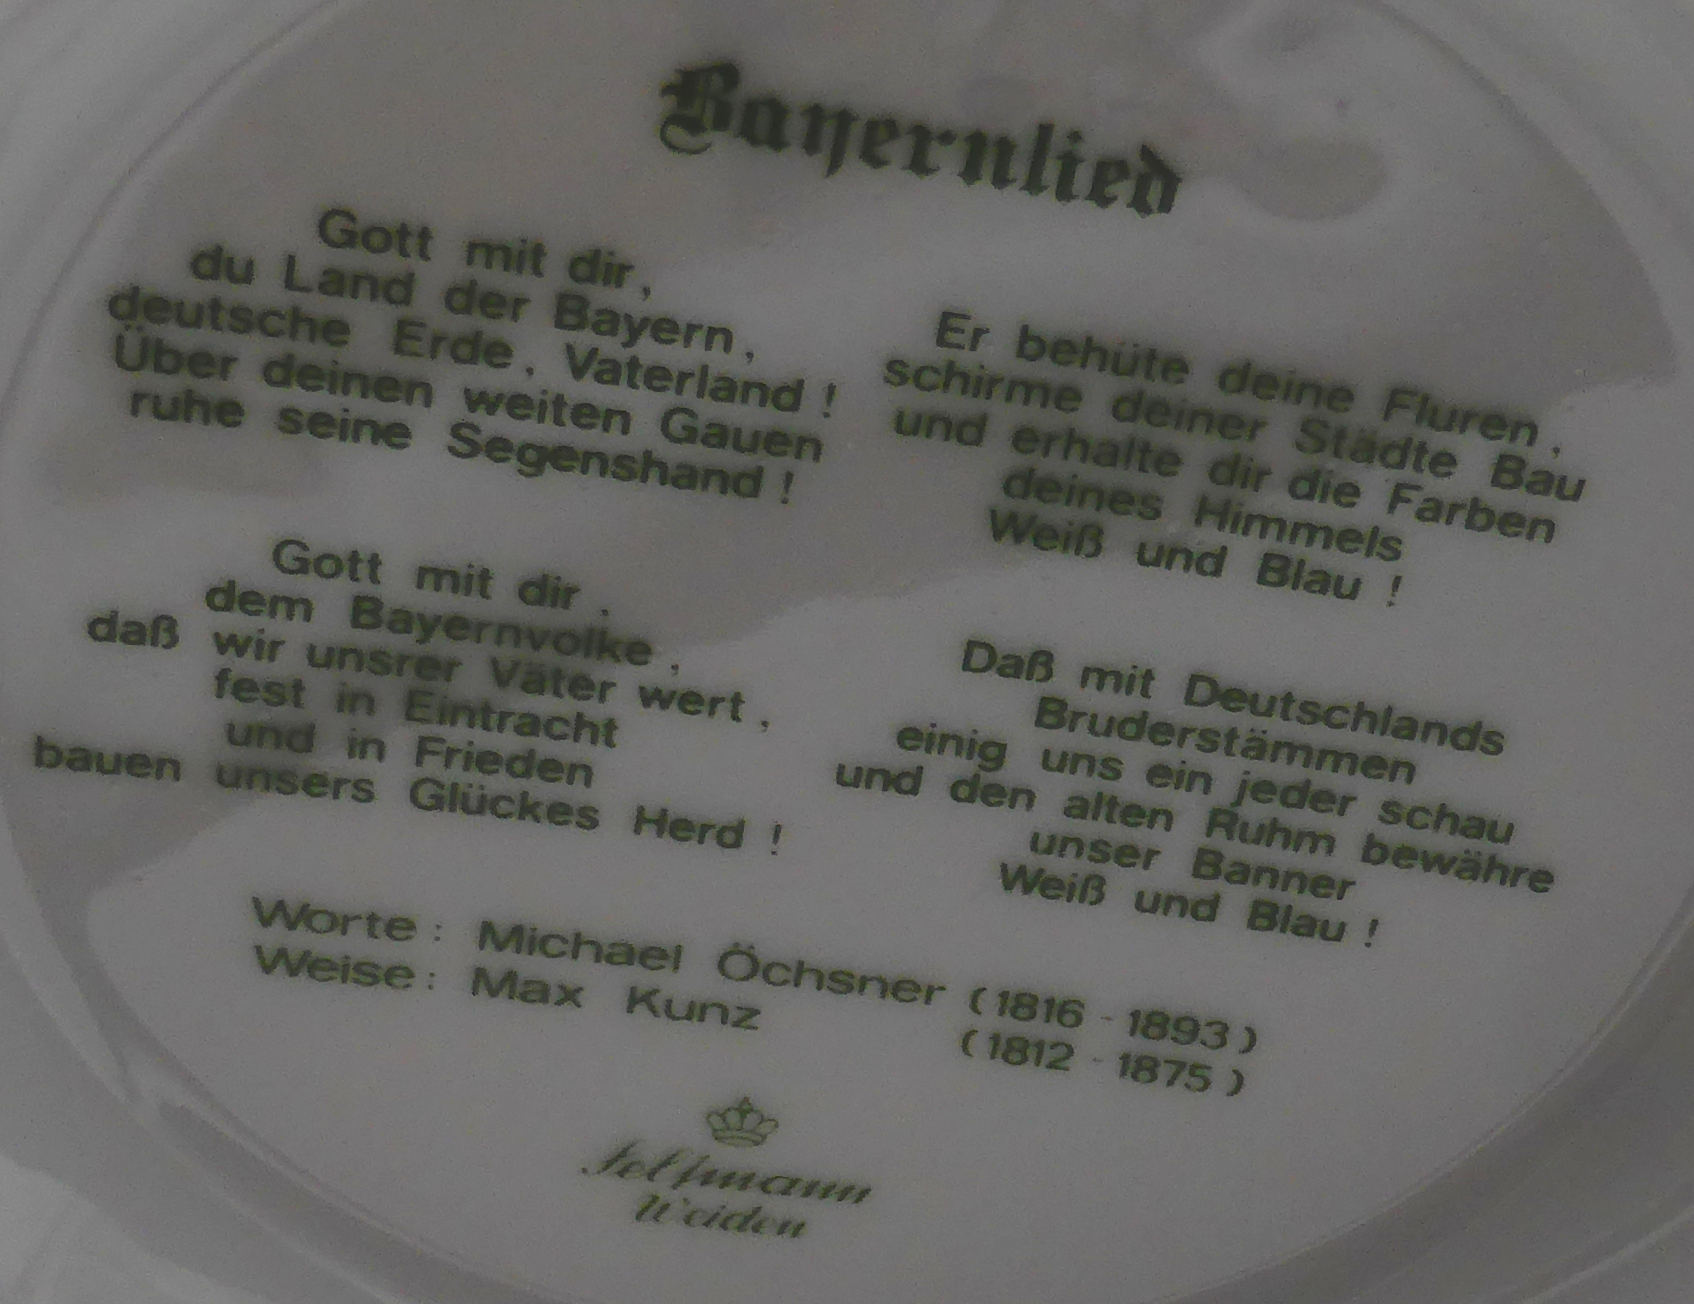 Bayernlied
Gott mit dir,
du Land der Bayern,
deutsche Erde, Vaterland !
Über deinen weiten Gauen
ruhe seine Segenshand !
Er behüte deine Fluren,
schirme deiner Städte Bau
und erhalte dir die Farben
deines Himmels
Weiß und Blau !
Gott mit dir,
dem Bayernvolke,
daß wir unsrer Väter wert,
fest in Eintracht
und in Frieden
bauen unsers Glückes Herd !
Daß mit Deutschlands
Bruderstämmen
einig uns ein jeder schau
und den alten Ruhm bewähre
unser Banner
Weiß und Blau !
Worte : Michael Öchsner (1816 - 1893)
Weise : Max Kunz (1812 - 1875)
Weiden